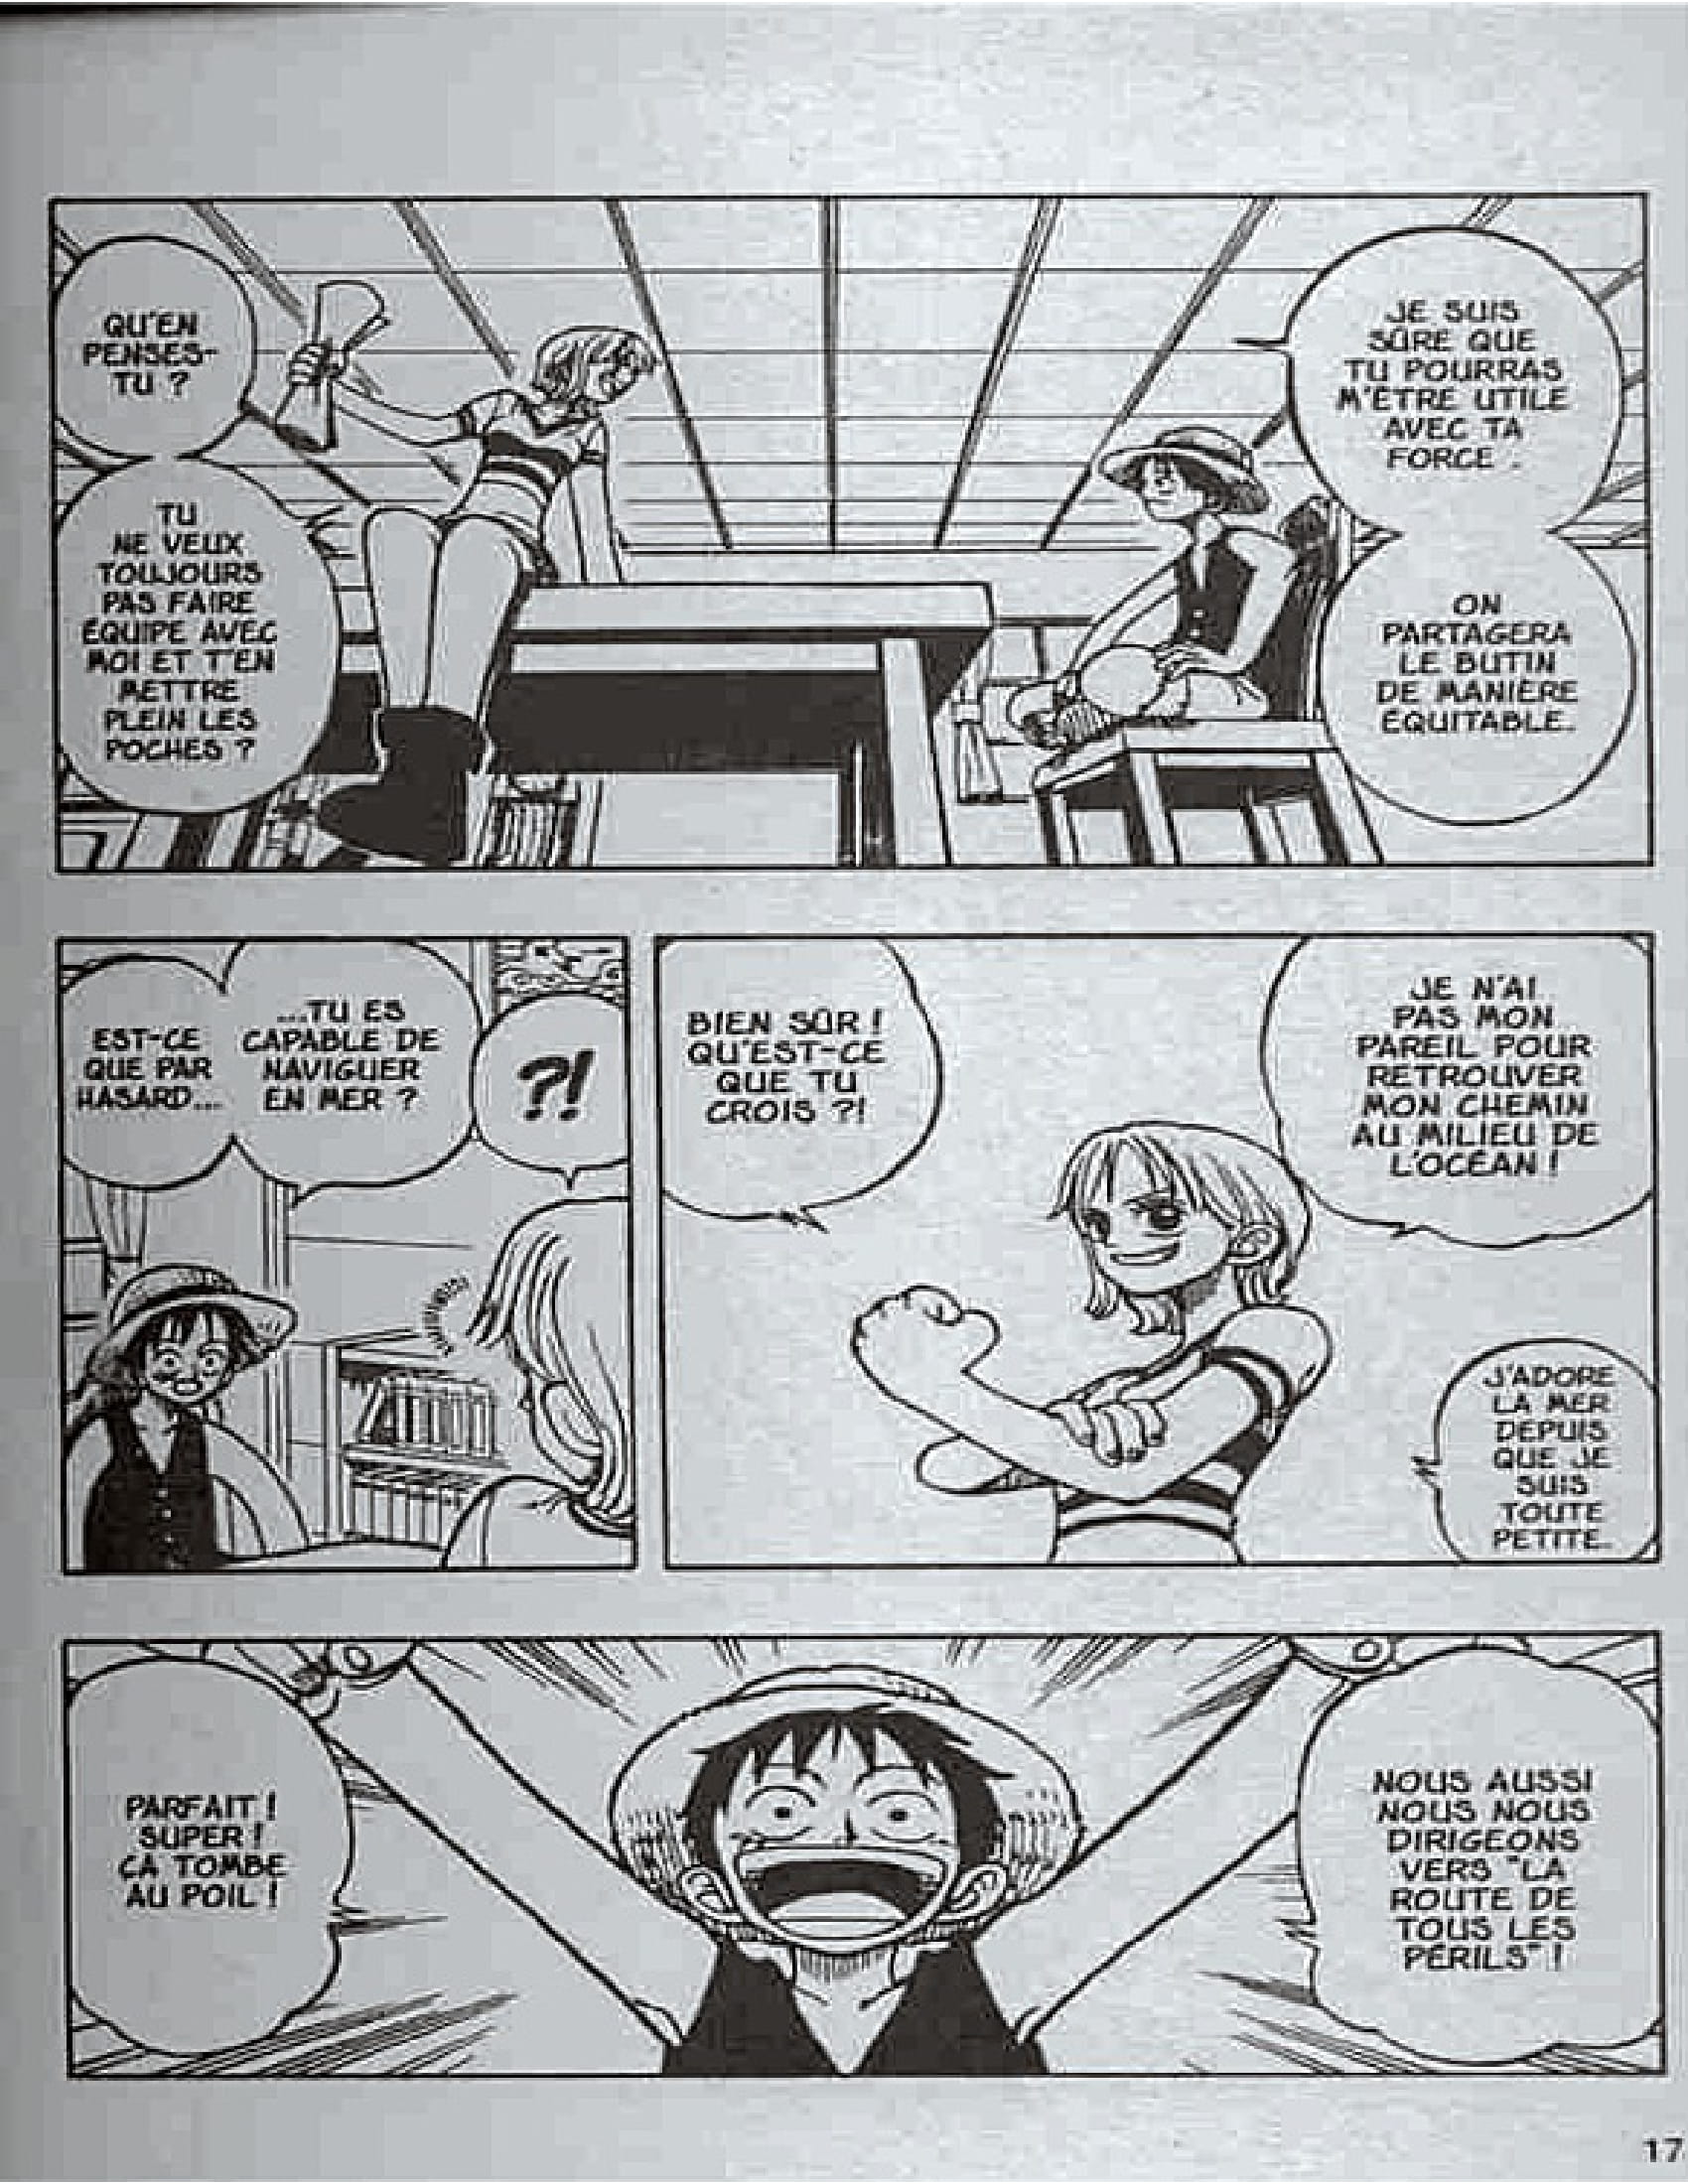 QU'EN
PENSES-
TU ?
TU
NE VEUX
TOUJOURS
PAS FAIRE
ÉQUIPE AVEC
MOI ET T'EN
METTRE
PLEIN LES
POCHES ?
JE SUIS
SÛRE QUE
TU POURRAS
M'ÊTRE UTILE
AVEC TA
FORCE .
ON
PARTAGERA
LE BUTIN
DE MANIÈRE
ÉQUITABLE.
EST-CE
QUE PAR
HASARD...
...TU ES
CAPABLE DE
NAVIGUER
EN MER ?
?!
BIEN SÛR !
QU'EST-CE
QUE TU
CROIS ?!
JE N'AI
PAS MON
PAREIL POUR
RETROUVER
MON CHEMIN
AU MILIEU DE
L'OCÉAN !
J'ADORE
LA MER
DEPUIS
QUE JE
SUIS
TOUTE
PETITE.
PARFAIT !
SUPER !
ÇA TOMBE
AU POIL !
NOUS AUSSI
NOUS NOUS
DIRIGEONS
VERS "LA
ROUTE DE
TOUS LES
PÉRILS" !
17